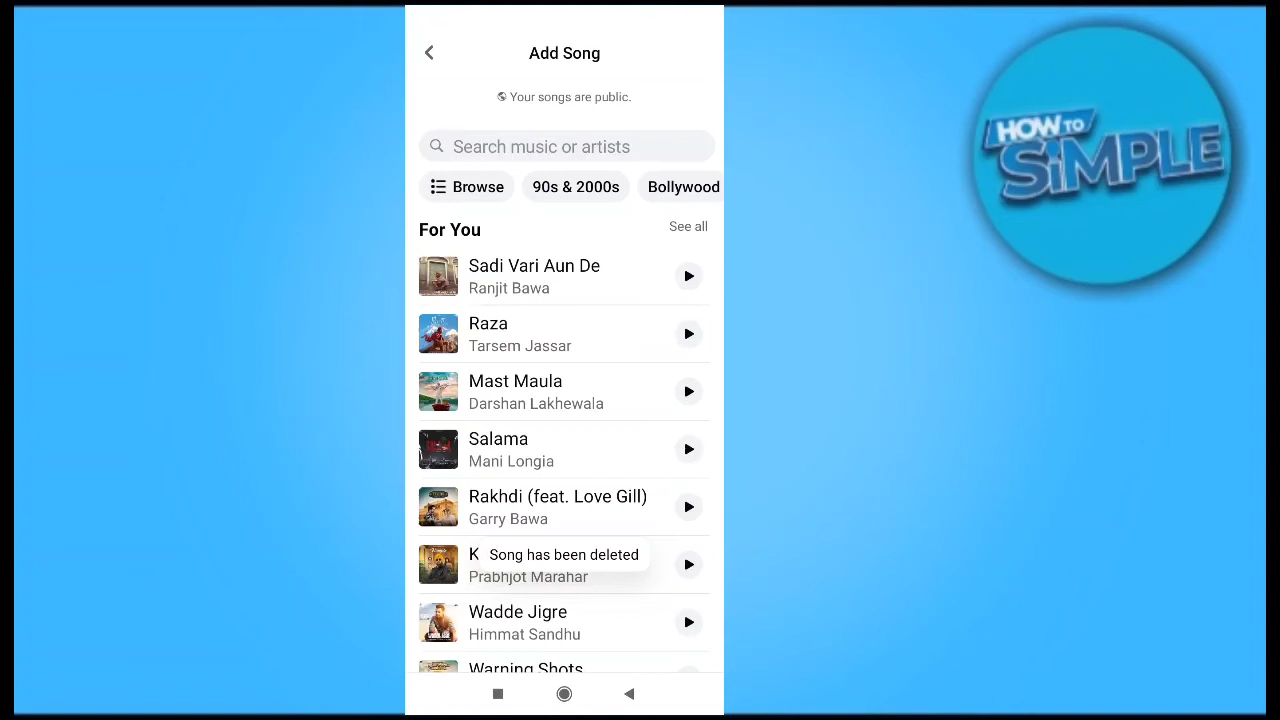 Add Song
Your songs are public.
Search music or artists
Browse
90s & 2000s
Bollywood
For You
See all
Sadi Vari Aun De
Ranjit Bawa
Raza
Tarsem Jassar
Mast Maula
Darshan Lakhewala
Salama
Mani Longia
Rakhdi (feat. Love Gill)
Garry Bawa
K
Song has been deleted
Prabhjot Marahar
Wadde Jigre
Himmat Sandhu
Warning Shots
HOW TO
SiMPLE